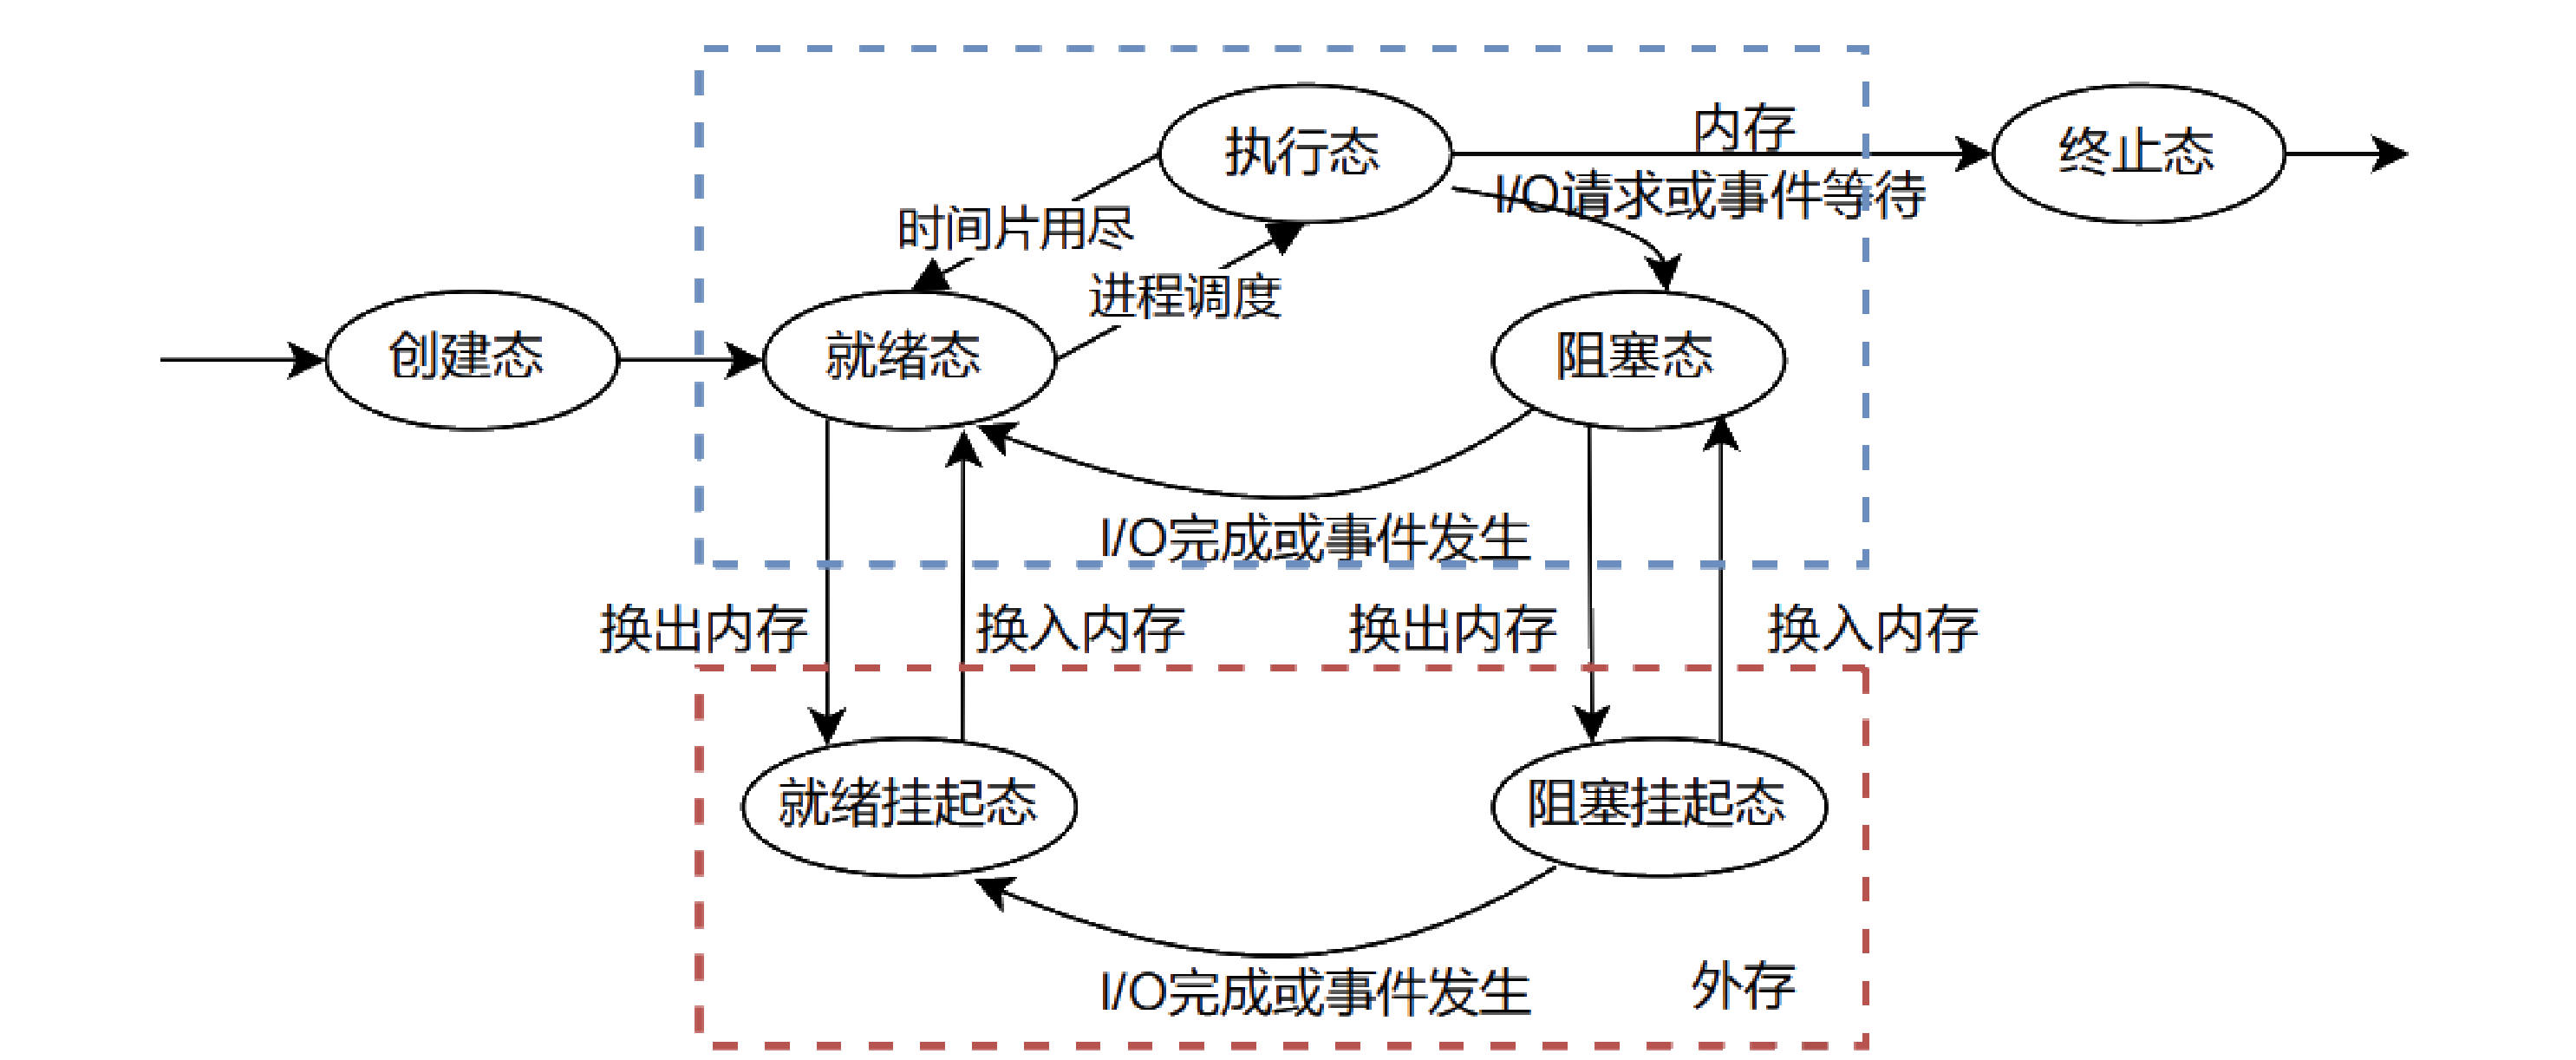 内存
执行态
终止态
I/O请求或事件等待
时间片用尽
进程调度
创建态
就绪态
阻塞态
I/O完成或事件发生
换出内存
换入内存
换出内存
换入内存
就绪挂起态
阻塞挂起态
I/O完成或事件发生
外存